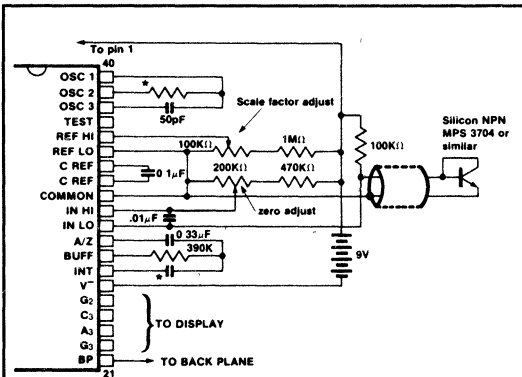 To pin 1
40
OSC 1
OSC 2
*
OSC 3
50pF
TEST
Scale factor adjust
Silicon NPN
MPS 3704 or
similar
REF HI
REF LO
100KΩ
1MΩ
100KΩ
C REF
0 1μF
200KΩ
470KΩ
C REF
COMMON
IN HI
.01μF
zero adjust
IN LO
A/Z
0 33μF
BUFF
390K
9V
INT
*
V−
G2
C3
TO DISPLAY
A3
G3
BP
TO BACK PLANE
21